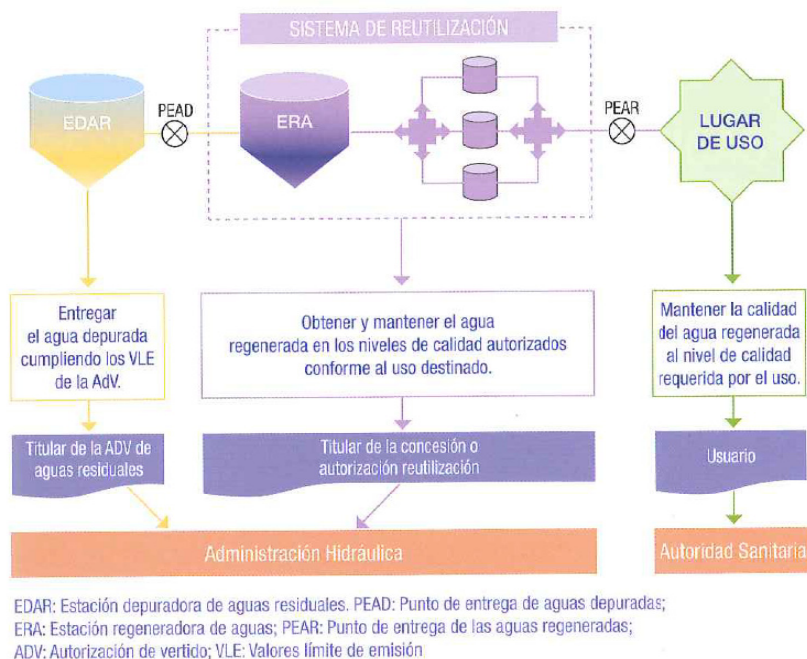 SISTEMA DE REUTILIZACIÓN
EDAR
PEAD
ERA
PEAR
LUGAR
DE USO
Entregar
el agua depurada
cumpliendo los VLE
de la AdV.
Obtener y mantener el agua
regenerada en los niveles de calidad autorizados
conforme al uso destinado.
Mantener la calidad
del agua regenerada
al nivel de calidad
requerida por el uso.
Titular de la ADV de
aguas residuales
Titular de la concesión o
autorización reutilización
Usuario
Administración Hidráulica
Autoridad Sanitaria
EDAR: Estación depuradora de aguas residuales. PEAD: Punto de entrega de aguas depuradas;
ERA: Estación regeneradora de aguas; PEAR: Punto de entrega de las aguas regeneradas;
ADV: Autorización de vertido; VLE: Valores límite de emisión